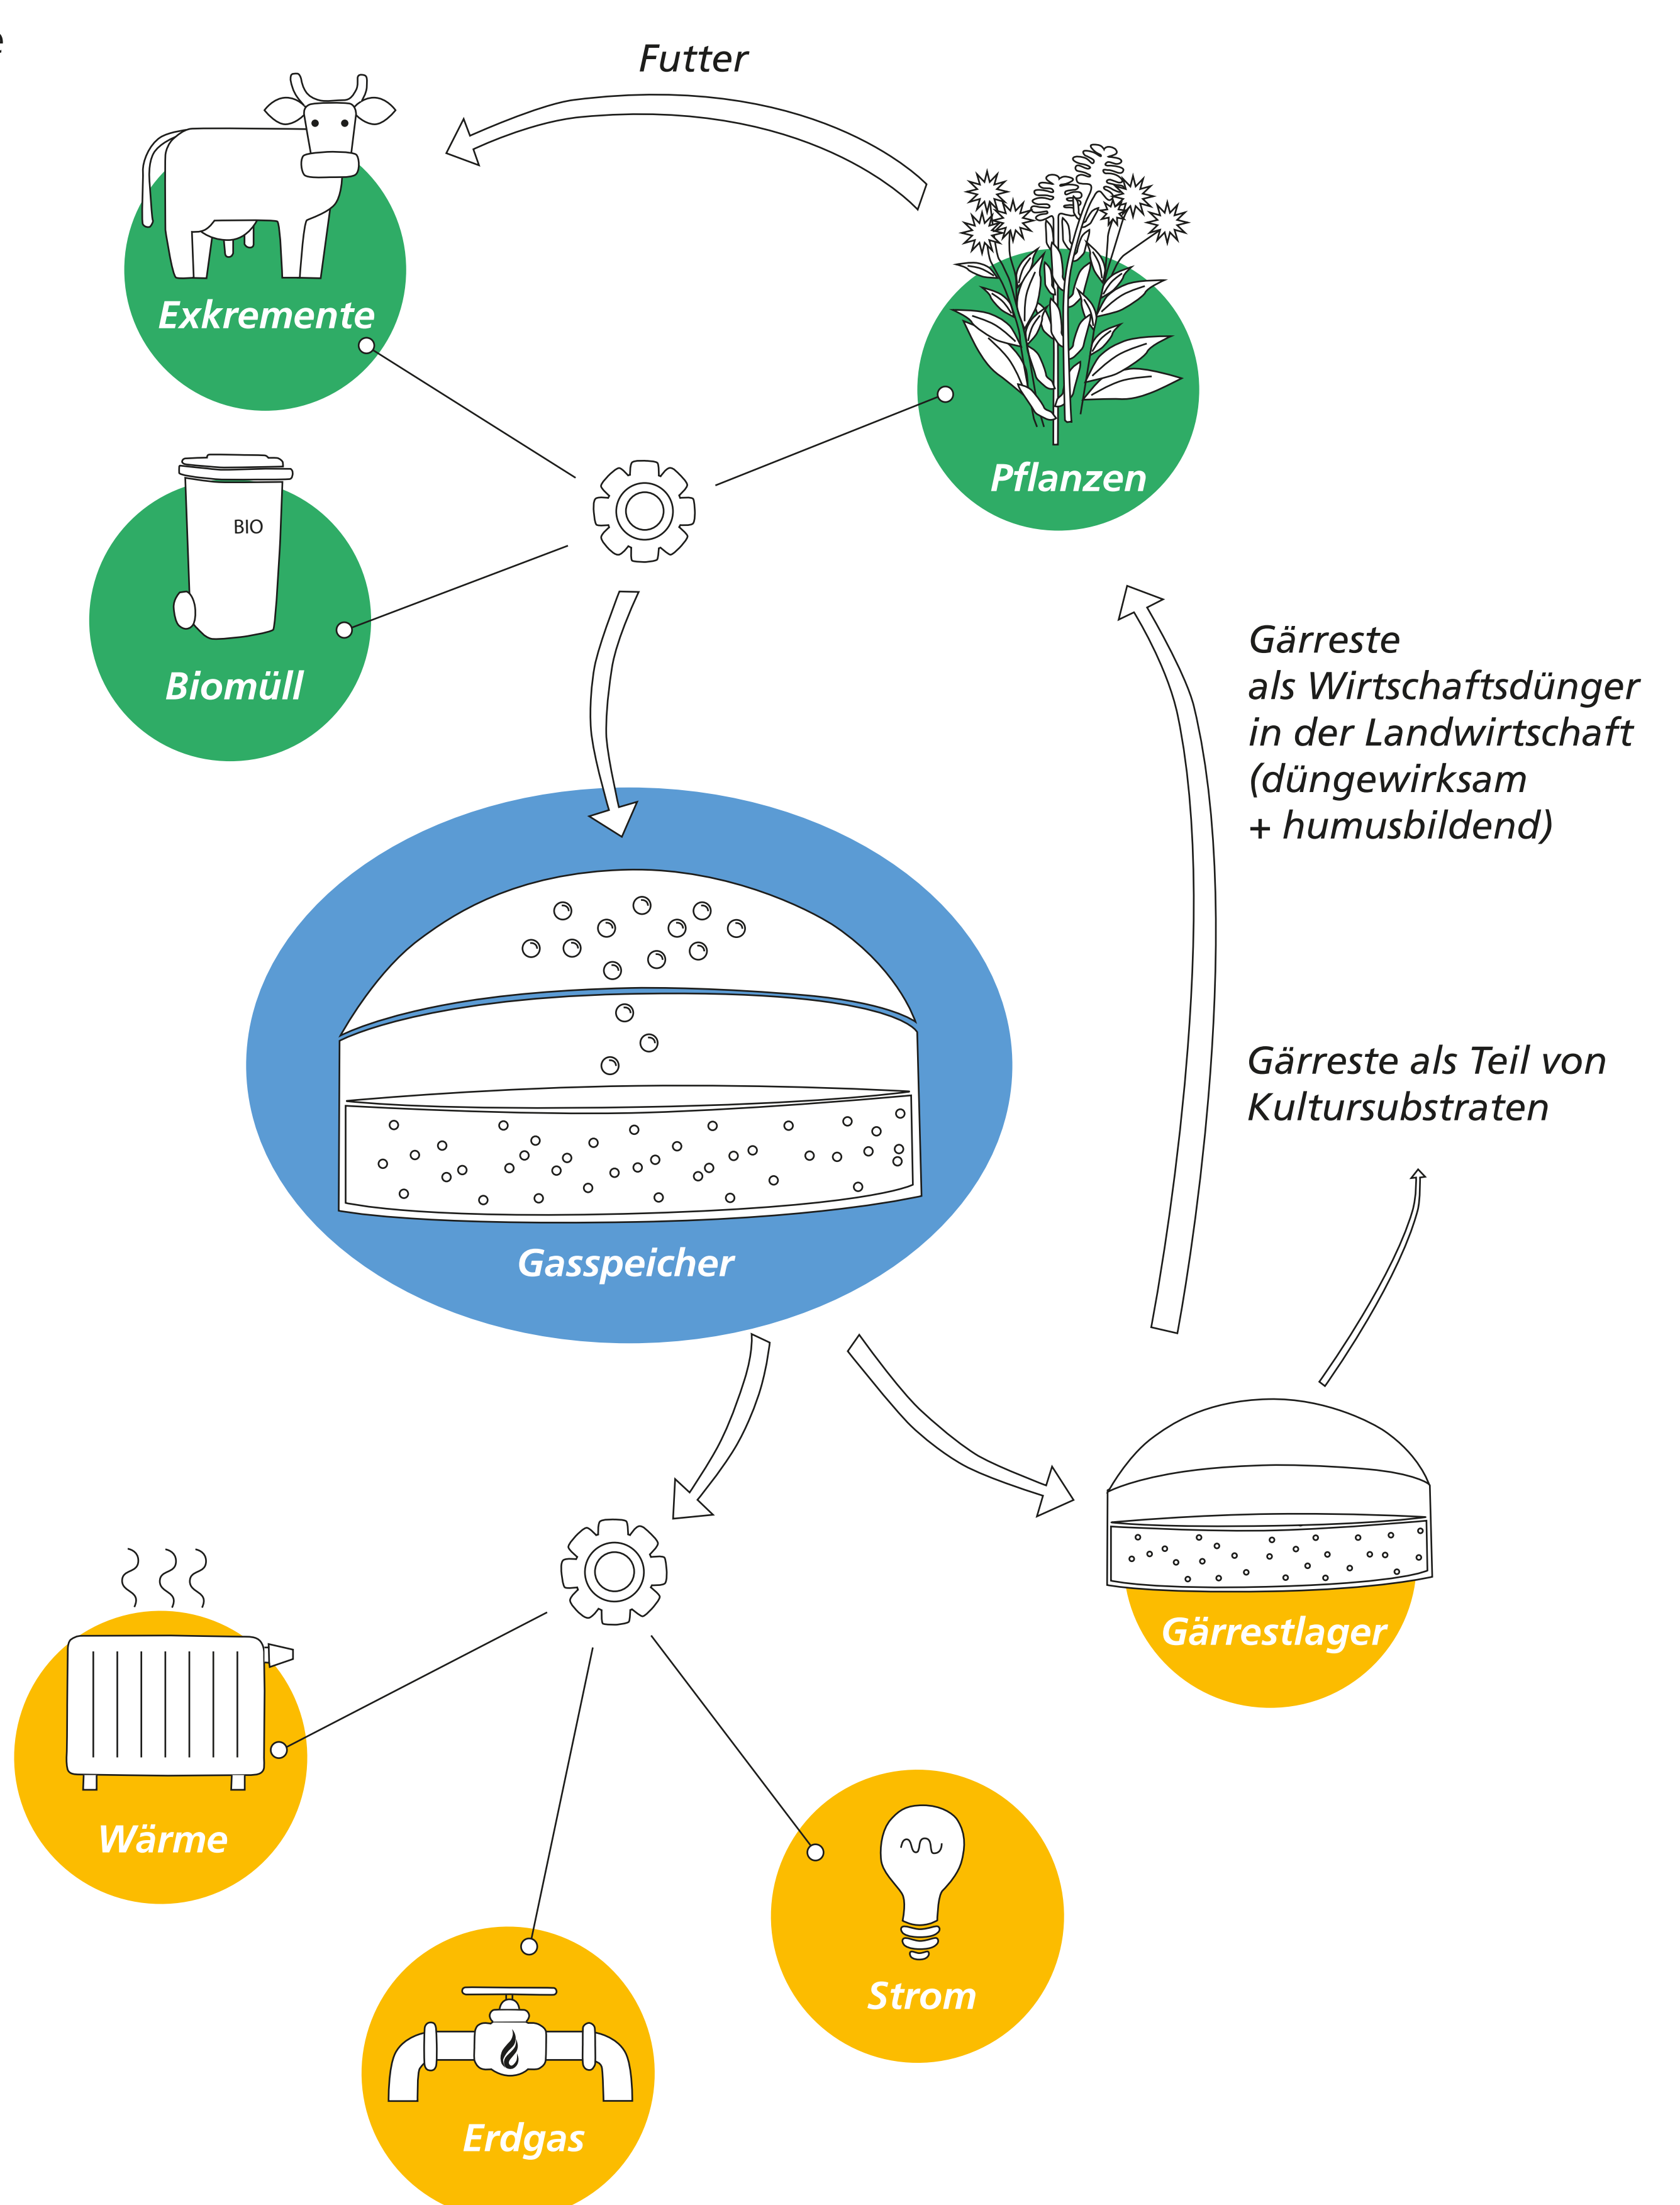 Futter
Exkremente
Pflanzen
BIO
Biomüll
Gärreste
als Wirtschaftsdünger
in der Landwirtschaft
(düngewirksam
+ humusbildend)
Gärreste als Teil von
Kultursubstraten
Gasspeicher
Gärrestlager
Wärme
Strom
Erdgas